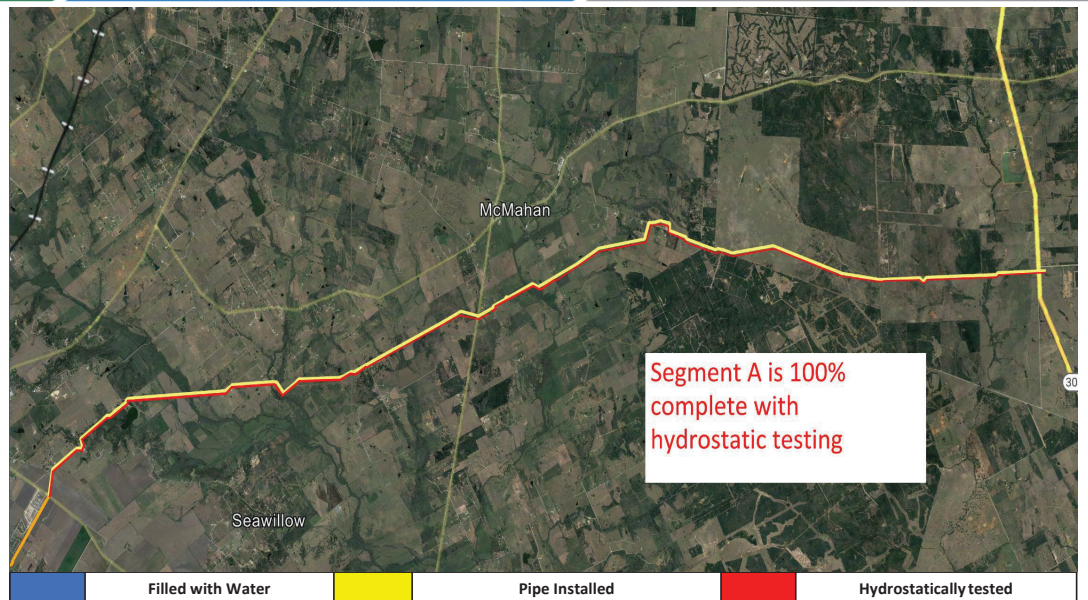 McMahan
Segment A is 100%
complete with
hydrostatic testing
30
Seawillow
Filled with Water
Pipe Installed
Hydrostatically tested